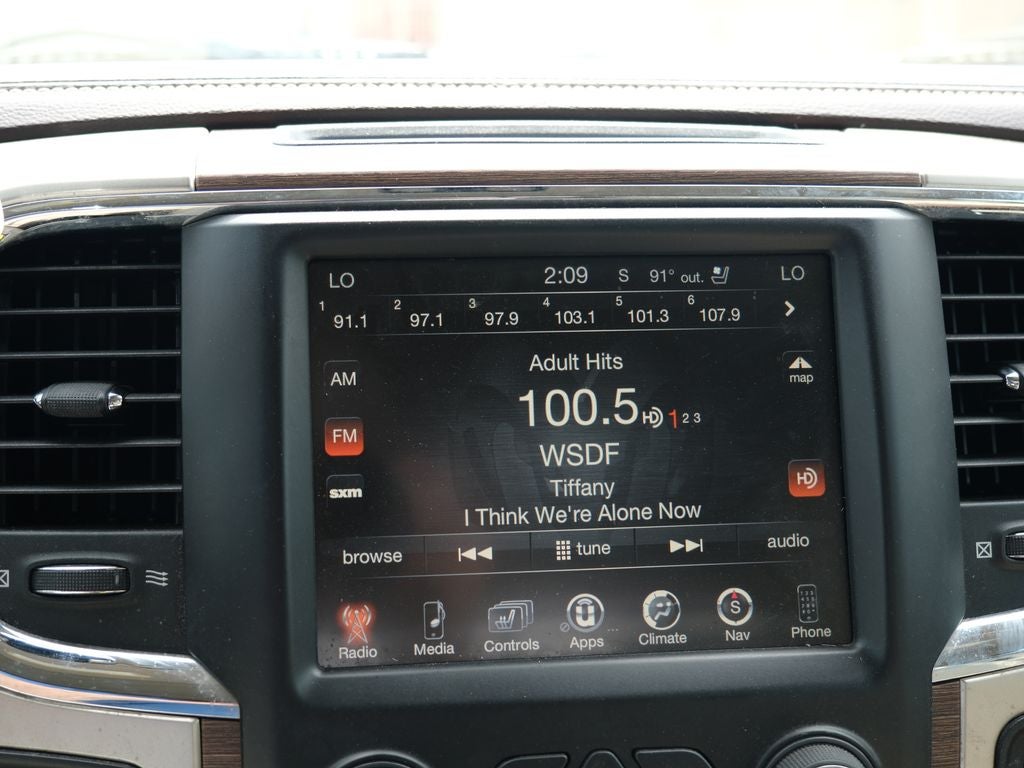 LO 2:09 S 91° out. LO
1 91.1 2 97.1 3 97.9 4 103.1 5 101.3 6 107.9
Adult Hits
map
AM
100.5 HD 1 2 3
FM
WSDF
HD
sxm
Tiffany
I Think We're Alone Now
browse tune audio
Radio Media Controls Apps Climate S Nav Phone